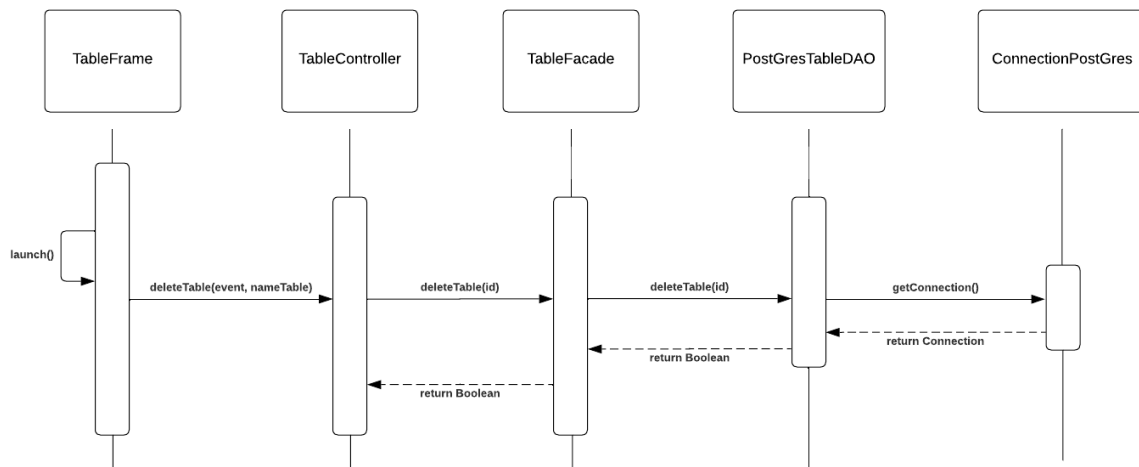 TableFrame
TableController
TableFacade
PostGresTableDAO
ConnectionPostGres
launch()
deleteTable(event, nameTable)
deleteTable(id)
deleteTable(id)
getConnection()
return Connection
return Boolean
return Boolean